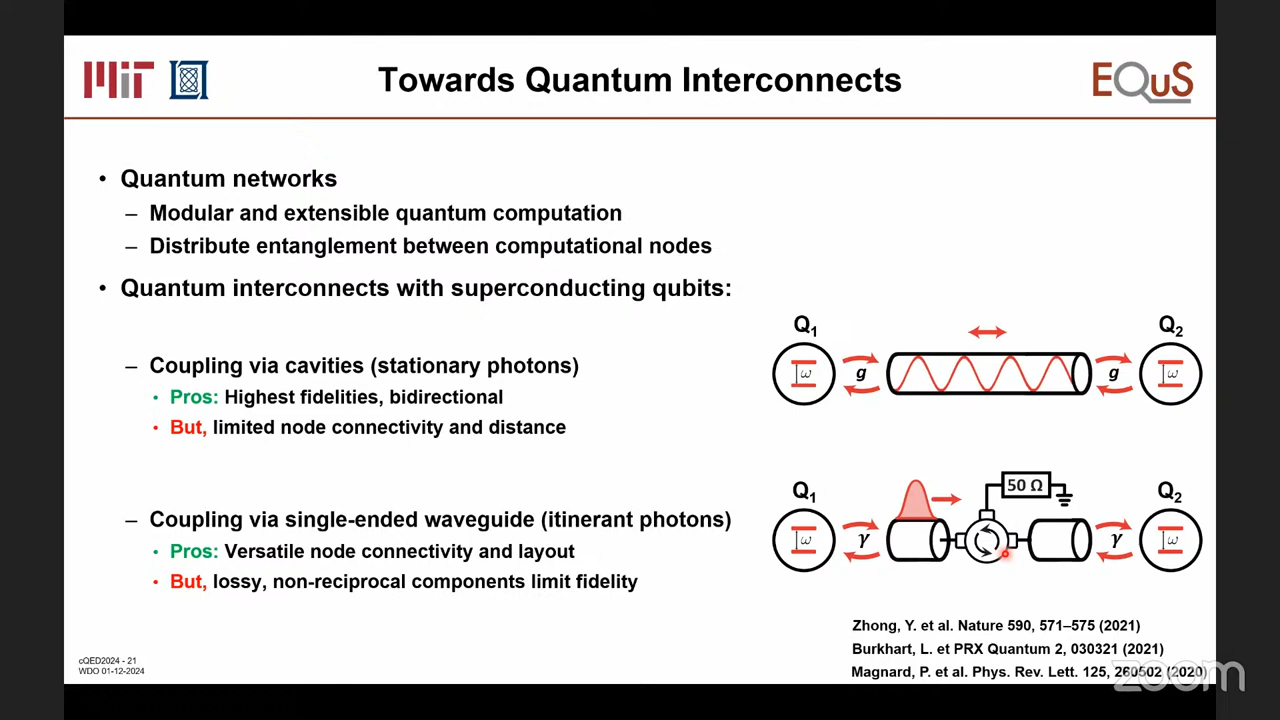 MIT
Towards Quantum Interconnects
EQuS
• Quantum networks
– Modular and extensible quantum computation
– Distribute entanglement between computational nodes
• Quantum interconnects with superconducting qubits:
– Coupling via cavities (stationary photons)
• Pros: Highest fidelities, bidirectional
• But, limited node connectivity and distance
Q1
Q2
ω
g
g
ω
– Coupling via single-ended waveguide (itinerant photons)
• Pros: Versatile node connectivity and layout
• But, lossy, non-reciprocal components limit fidelity
Q1
50 Ω
Q2
ω
γ
γ
ω
Zhong, Y. et al. Nature 590, 571–575 (2021)
Burkhart, L. et PRX Quantum 2, 030321 (2021)
Magnard, P. et al. Phys. Rev. Lett. 125, 260502 (2020)
cQED2024 - 21
WDO 01-12-2024
zoom